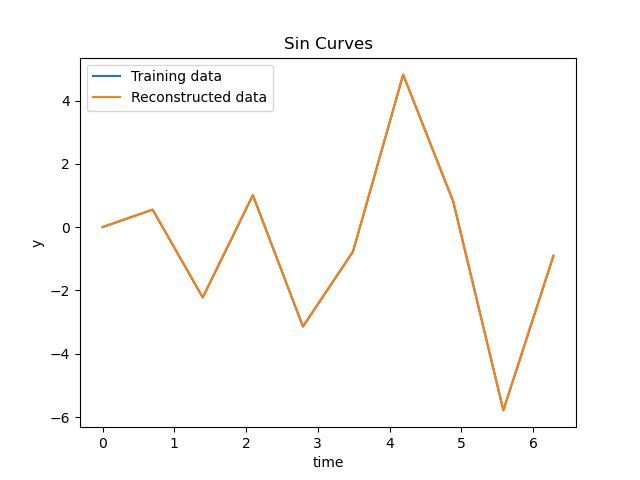 Sin Curves
Training data
Reconstructed data
4
2
0
−2
−4
−6
y
0 1 2 3 4 5 6
time